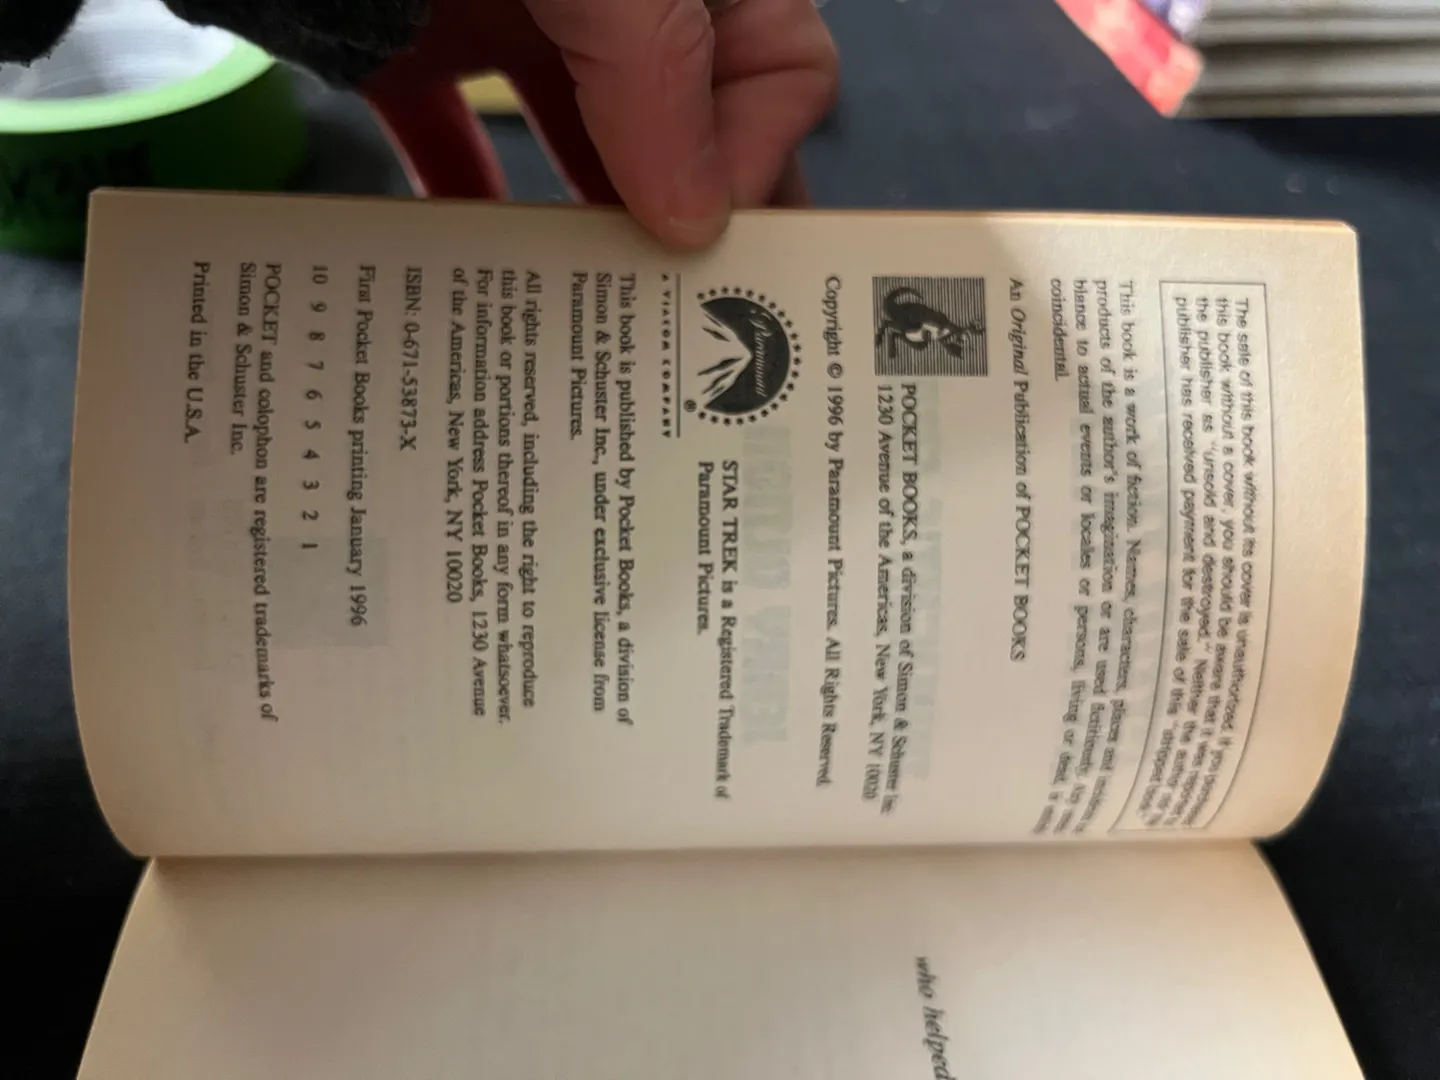 The sale of this book without its cover is unauthorized. If you purchased
this book without a cover, you should be aware that it was reported to
the publisher as "unsold and destroyed." Neither the author nor the
publisher has received payment for the sale of this "stripped book."
This book is a work of fiction. Names, characters, places and incidents are
products of the author's imagination or are used fictitiously. Any resem-
blance to actual events or locales or persons, living or dead, is entirely
coincidental.
An Original Publication of POCKET BOOKS
POCKET BOOKS, a division of Simon & Schuster Inc.
1230 Avenue of the Americas, New York, NY 10020
Copyright © 1996 by Paramount Pictures. All Rights Reserved.
Paramount
®
A VIACOM COMPANY
STAR TREK is a Registered Trademark of
Paramount Pictures.
This book is published by Pocket Books, a division of
Simon & Schuster Inc., under exclusive license from
Paramount Pictures.
All rights reserved, including the right to reproduce
this book or portions thereof in any form whatsoever.
For information address Pocket Books, 1230 Avenue
of the Americas, New York, NY 10020
ISBN: 0-671-53873-X
First Pocket Books printing January 1996
10 9 8 7 6 5 4 3 2 1
POCKET and colophon are registered trademarks of
Simon & Schuster Inc.
Printed in the U.S.A.
who helped